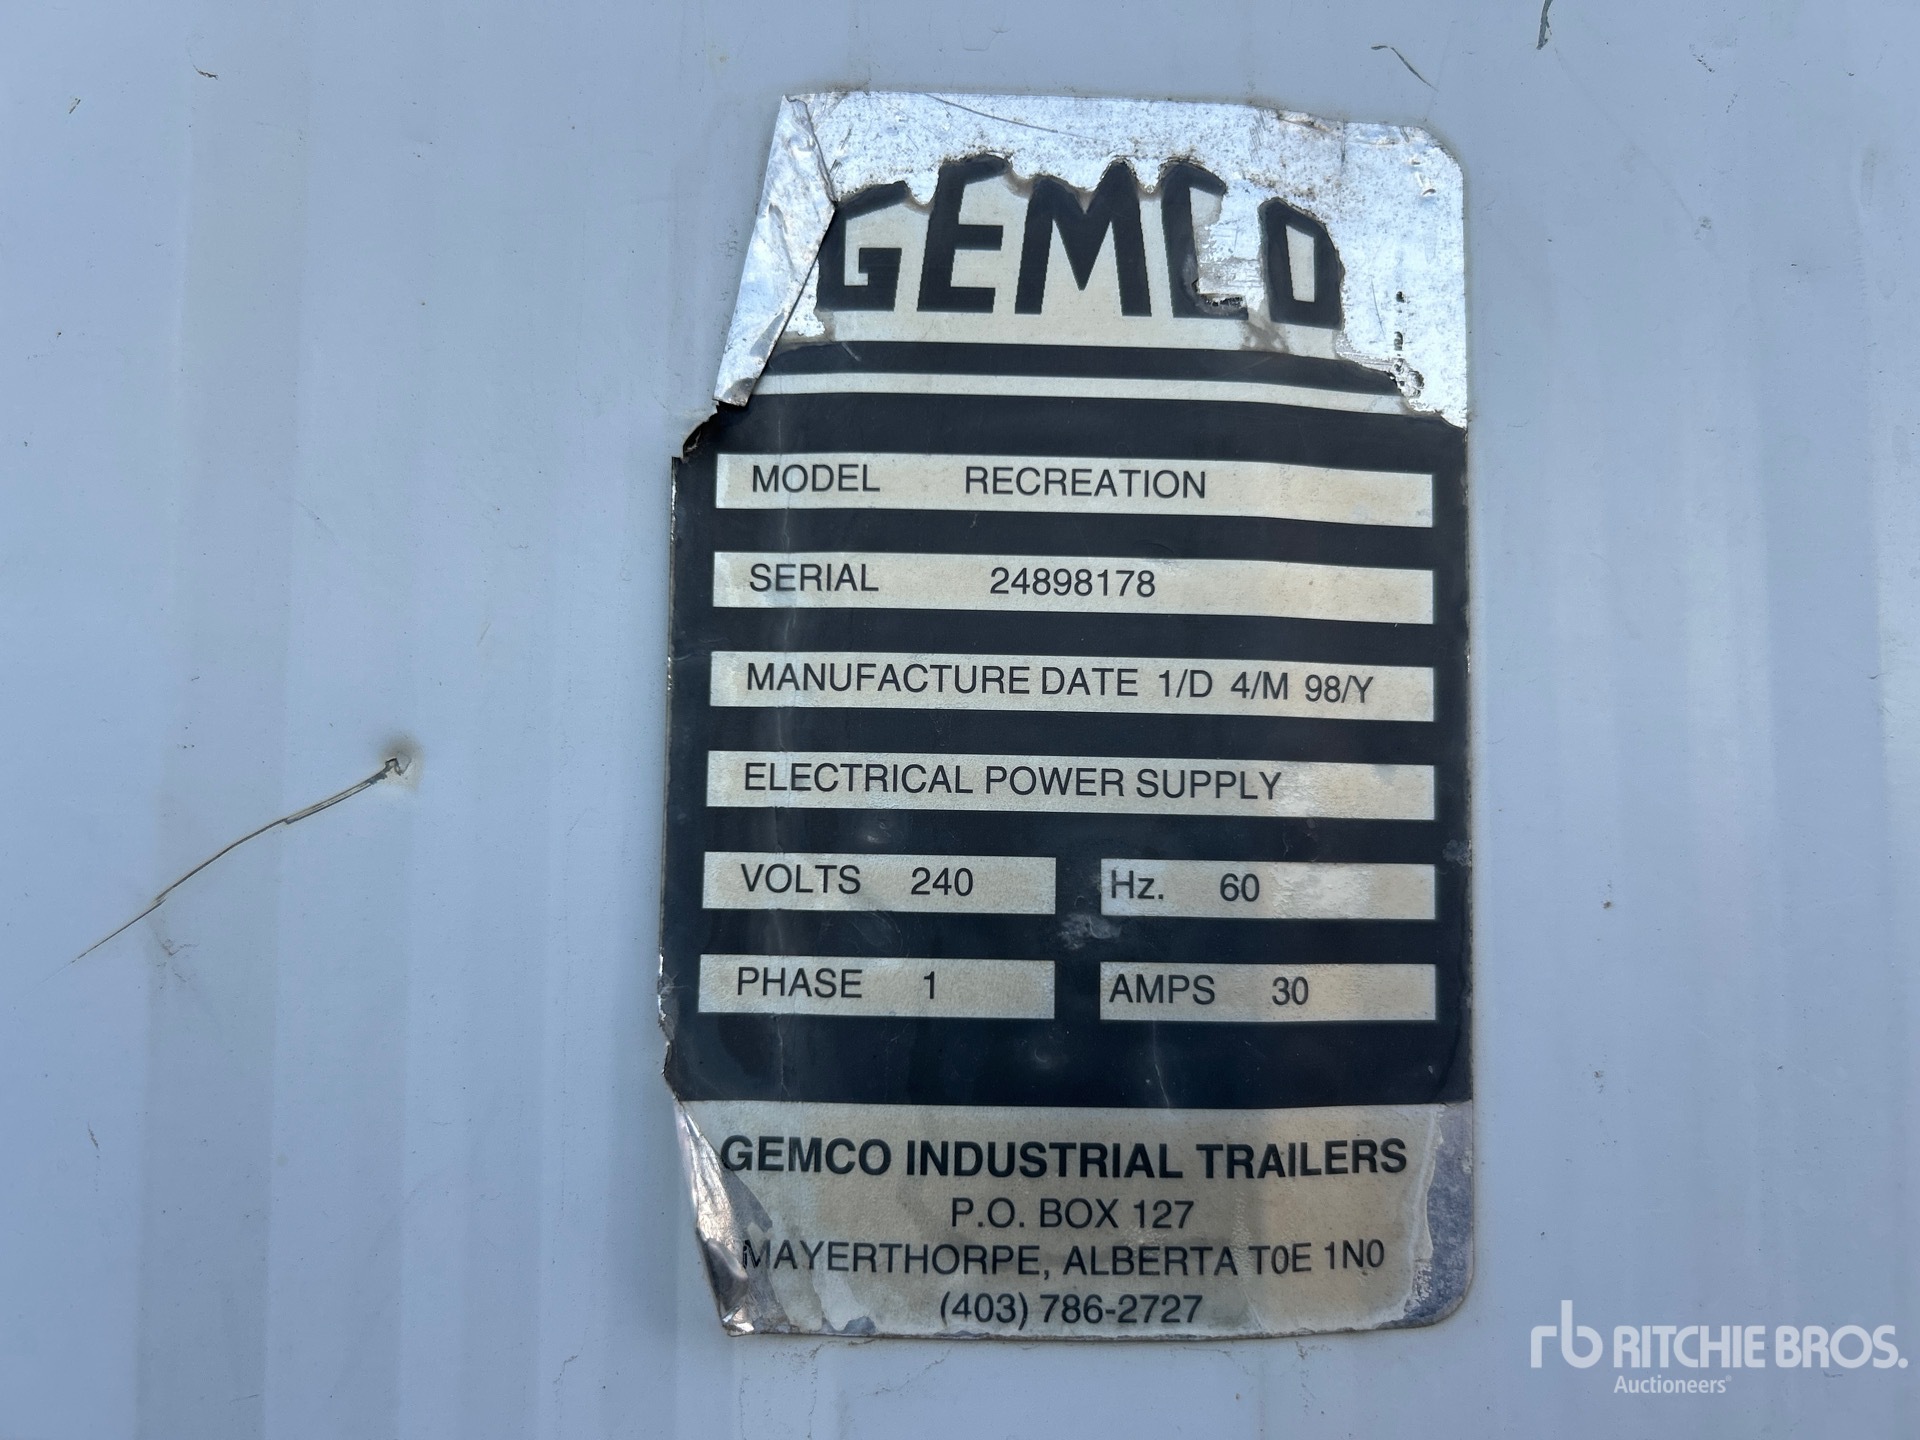 GEMCO
MODEL RECREATION
SERIAL 24898178
MANUFACTURE DATE 1/D 4/M 98/Y
ELECTRICAL POWER SUPPLY
VOLTS 240 Hz. 60
PHASE 1 AMPS 30
GEMCO INDUSTRIAL TRAILERS
P.O. BOX 127
MAYERTHORPE, ALBERTA T0E 1N0
(403) 786-2727
rb RITCHIE BROS.
Auctioneers